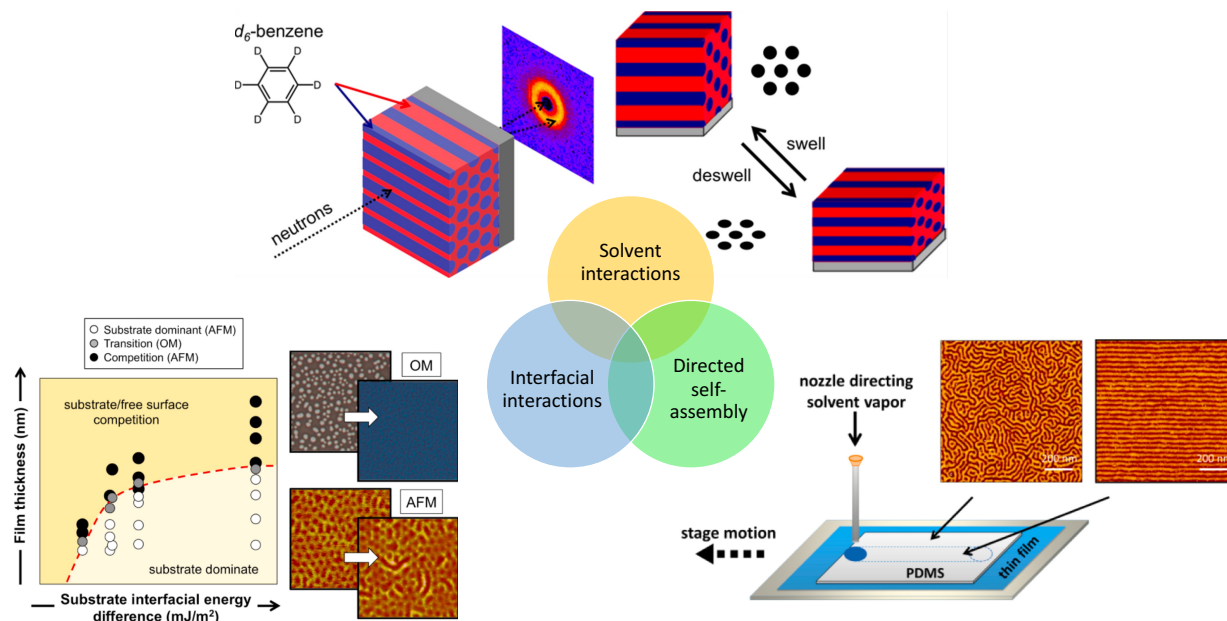 d6-benzene
D
D
D
D
D
D
neutrons
swell
deswell
Solvent
interactions
Interfacial
interactions
Directed
self-
assembly
Substrate dominant (AFM)
Transition (OM)
Competition (AFM)
Film thickness (nm)
substrate/free surface
competition
substrate dominate
Substrate interfacial energy
difference (mJ/m²)
OM
AFM
nozzle directing
solvent vapor
200 nm
200 nm
stage motion
PDMS
thin film